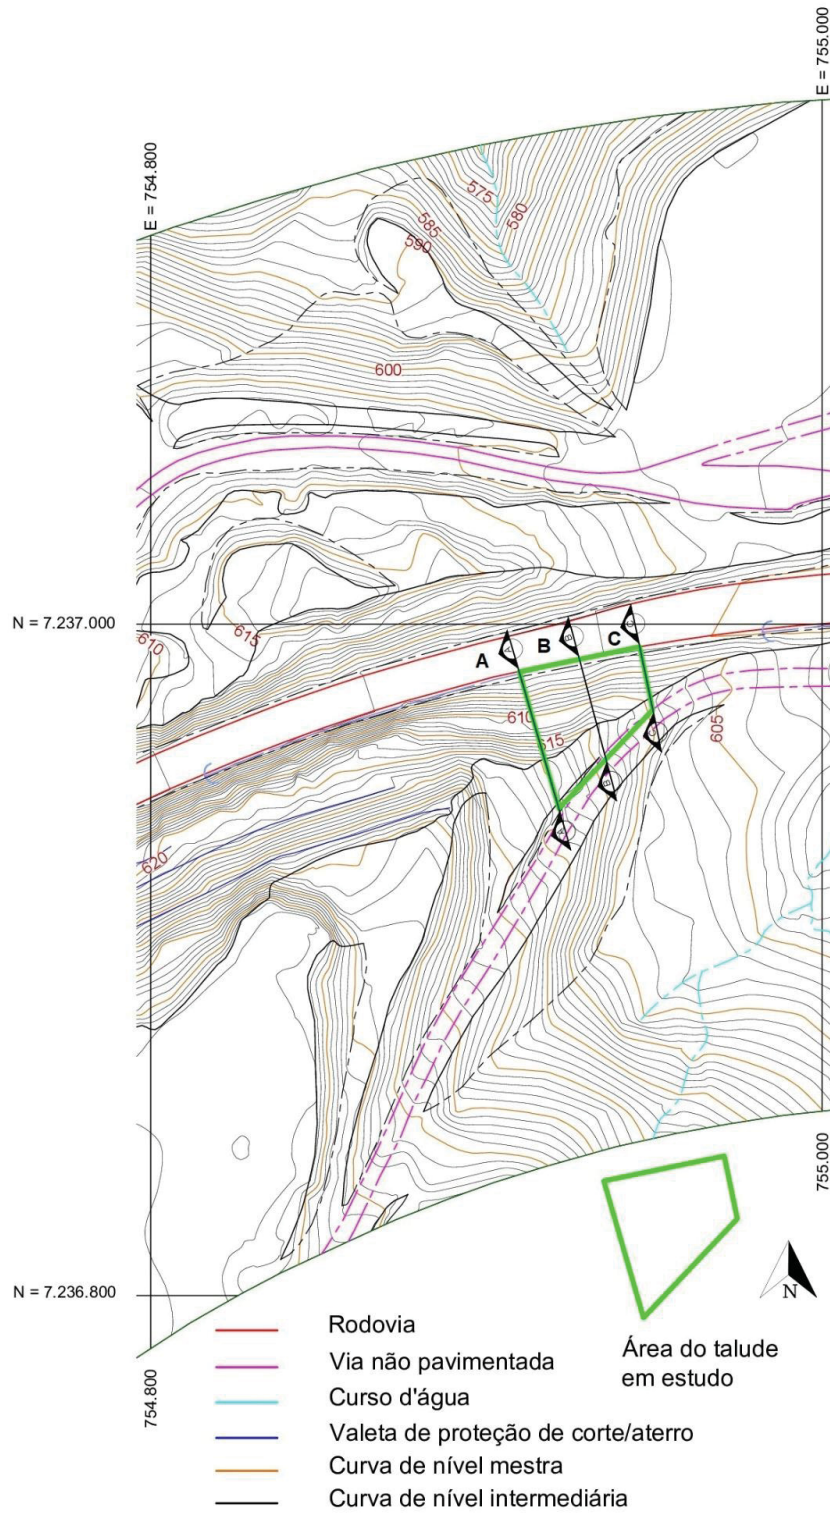 E = 755.000
E = 754.800
575
580
585
590
600
N = 7.237.000
610
615
A
B
C
A
B
C
610
615
605
620
C
B
A
755.000
N = 7.236.800
N
754.800
Rodovia
Via não pavimentada
Curso d'água
Valeta de proteção de corte/aterro
Curva de nível mestra
Curva de nível intermediária
Área do talude
em estudo